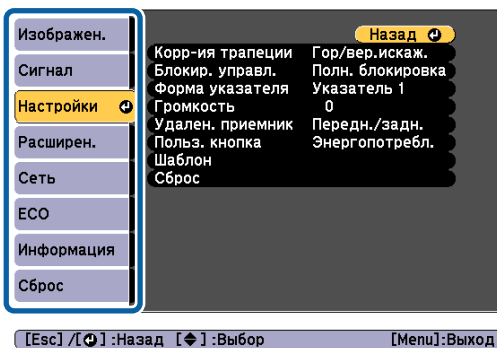 Изображен.
Сигнал
Настройки
Расширен.
Сеть
ECO
Информация
Сброс
Назад
Корр-ия трапеции Гор/вер.искаж.
Блокир. управл. Полн. блокировка
Форма указателя Указатель 1
Громкость 0
Удален. приемник Передн./задн.
Польз. кнопка Энергопотребл.
Шаблон
Сброс
[Esc] /[ ] :Назад [ ] :Выбор [Menu]:Выход